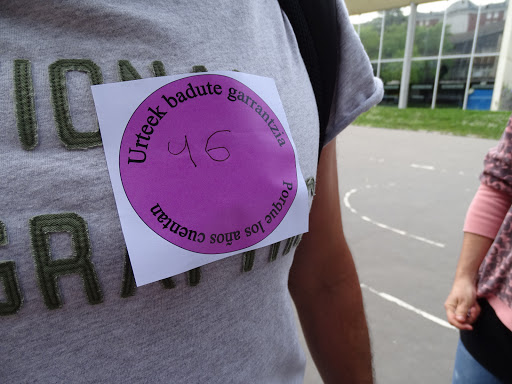 Urteek badute garrantzia
46
Porque los años cuentan